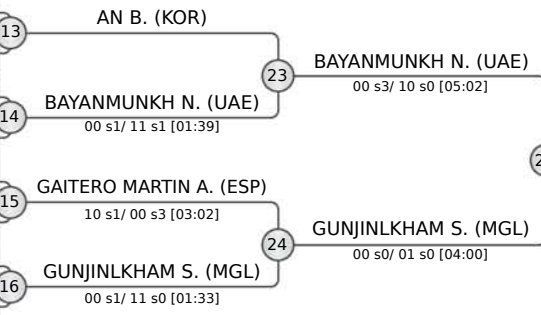 AN B. (KOR)
13
23
BAYANMUNKH N. (UAE)
00 s3/ 10 s0 [05:02]
BAYANMUNKH N. (UAE)
14
00 s1/ 11 s1 [01:39]
GAITERO MARTIN A. (ESP)
15
10 s1/ 00 s3 [03:02]
24
GUNJINLKHAM S. (MGL)
00 s0/ 01 s0 [04:00]
GUNJINLKHAM S. (MGL)
16
00 s1/ 11 s0 [01:33]